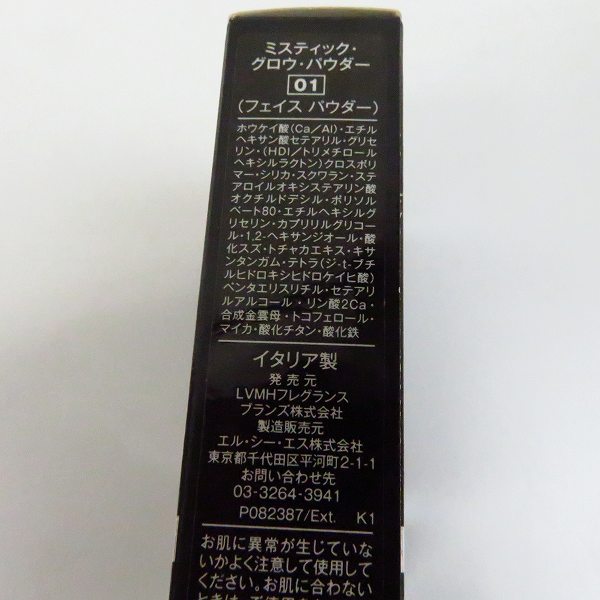 ミスティック・
グロウ・パウダー
01
(フェイス パウダー)
ホウケイ酸(Ca/Al)・エチル
ヘキサン酸セテアリル・グリセ
リン・(HDI/トリメチロール
ヘキシルラクトン)クロスポリ
マー・シリカ・スクワラン・ステ
アロイルオキシステアリン酸
オクチルドデシル・ポリソル
ベート80・エチルヘキシルグ
リセリン・カプリリルグリコー
ル・1,2-ヘキサンジオール・酸
化スズ・トチャカエキス・キサ
ンタンガム・テトラ(ジ-t-ブチ
ルヒドロキシヒドロケイヒ酸)
ペンタエリスリチル・セテアリ
ルアルコール・リン酸2Ca・
合成金雲母・トコフェロール・
マイカ・酸化チタン・酸化鉄
イタリア製
発売元
LVMHフレグランス
ブランズ株式会社
製造販売元
エル・シー・エス株式会社
東京都千代田区平河町2-1-1
お問い合わせ先
03-3264-3941
P082387/Ext. K1
お肌に異常が生じていな
いかよく注意して使用して
ください。お肌に合わない